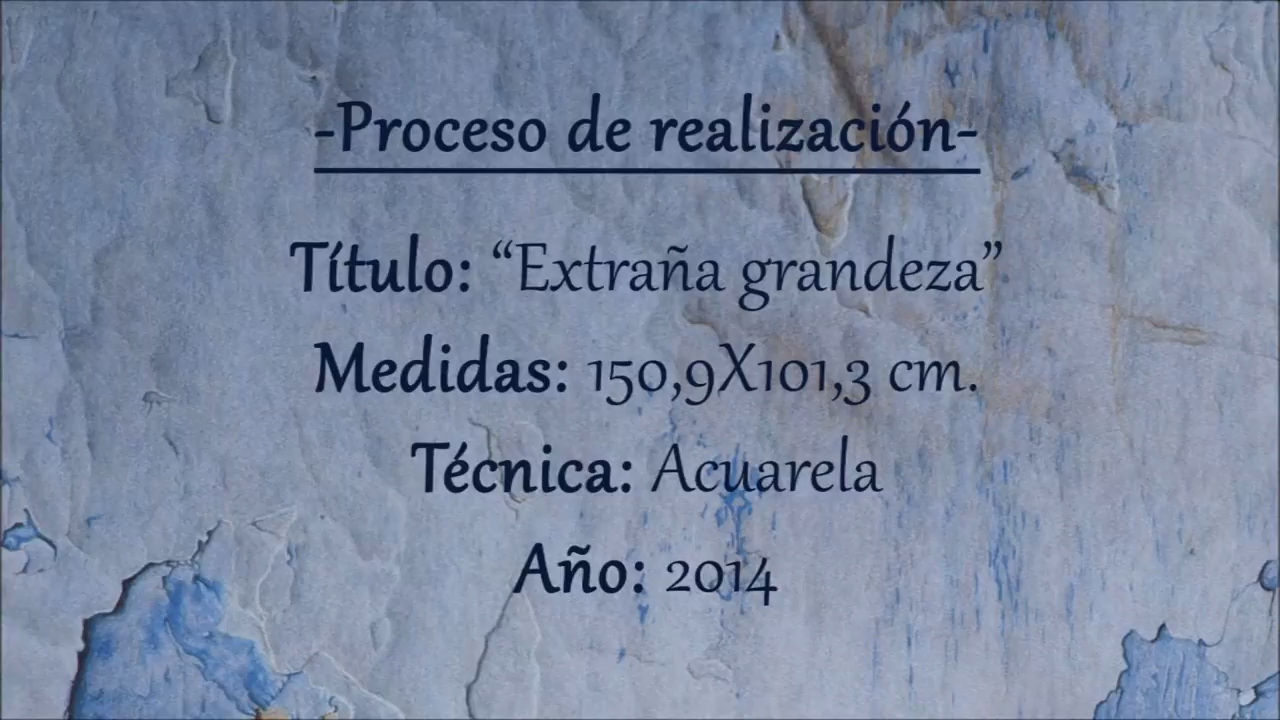 -Proceso de realización-
Título: “Extraña grandeza”
Medidas: 150,9X101,3 cm.
Técnica: Acuarela
Año: 2014